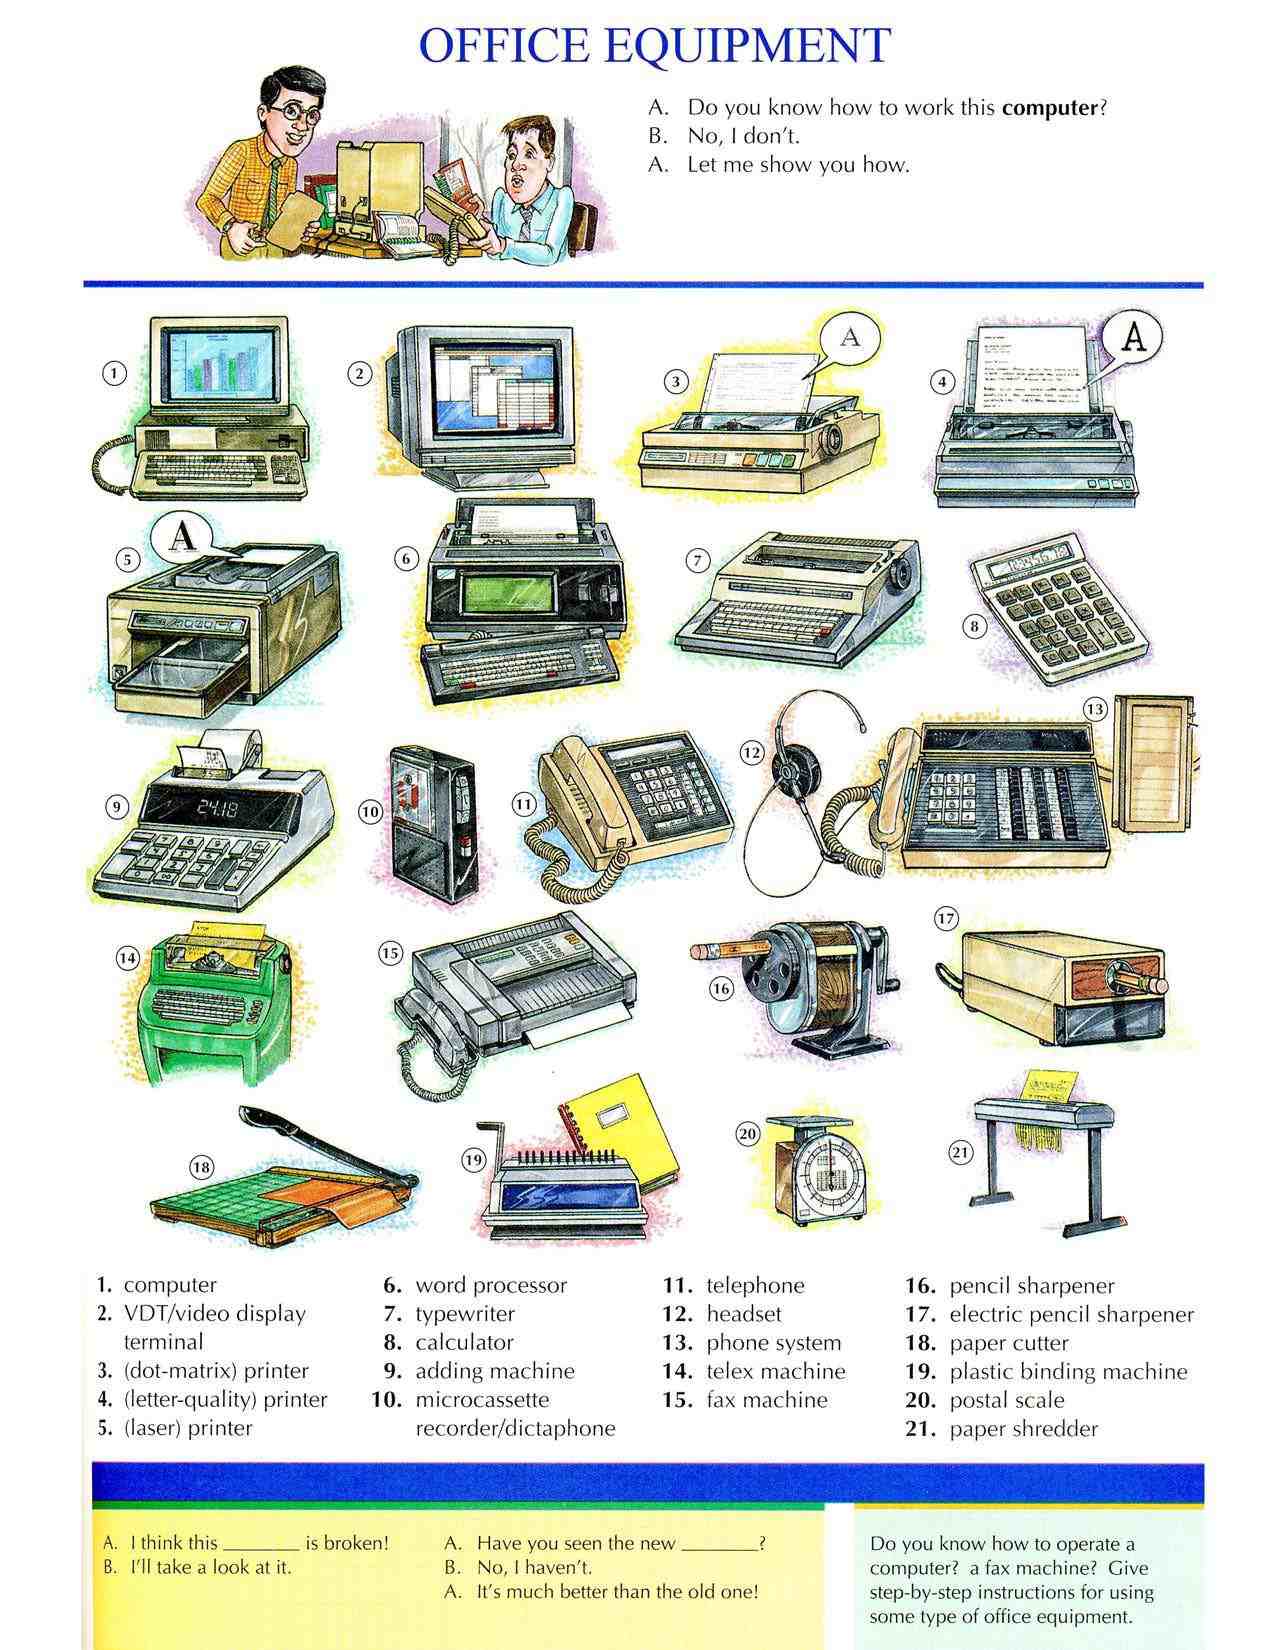 OFFICE EQUIPMENT
A. Do you know how to work this computer?
B. No, I don't.
A. Let me show you how.
1
2
3
A
4
A
5
A
6
7
8
9
24.18
10
11
12
13
14
15
16
17
18
19
20
21
1. computer
2. VDT/video display
terminal
3. (dot-matrix) printer
4. (letter-quality) printer
5. (laser) printer
6. word processor
7. typewriter
8. calculator
9. adding machine
10. microcassette
recorder/dictaphone
11. telephone
12. headset
13. phone system
14. telex machine
15. fax machine
16. pencil sharpener
17. electric pencil sharpener
18. paper cutter
19. plastic binding machine
20. postal scale
21. paper shredder
A. I think this ________ is broken!
B. I'll take a look at it.
A. Have you seen the new ________?
B. No, I haven't.
A. It's much better than the old one!
Do you know how to operate a
computer? a fax machine? Give
step-by-step instructions for using
some type of office equipment.